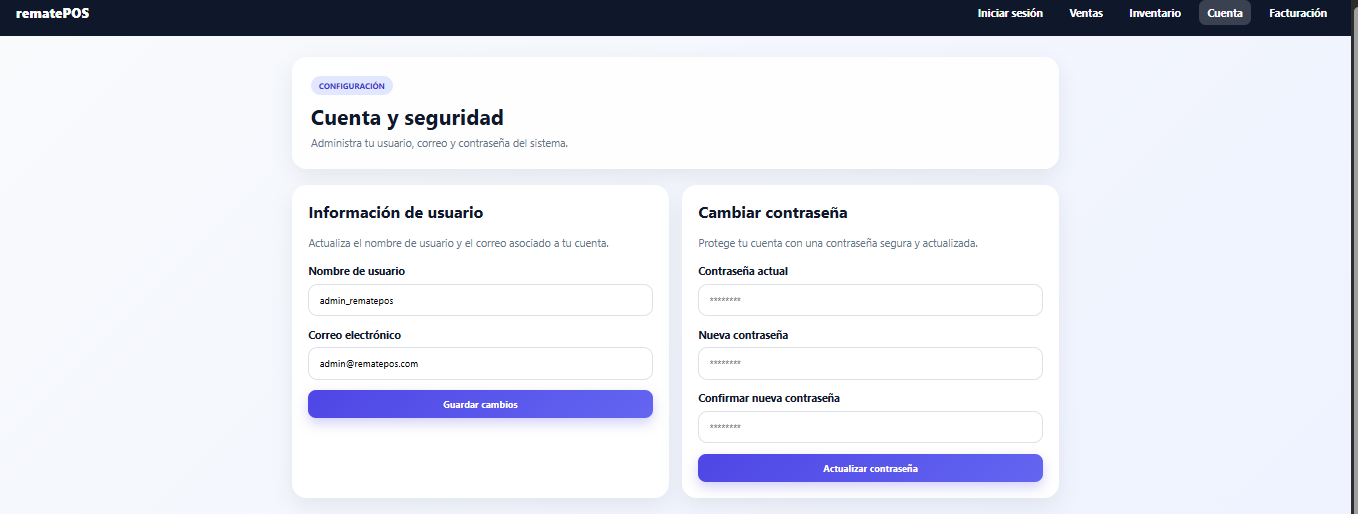 remaTePOS
Iniciar sesión
Ventas
Inventario
Cuenta
Facturación
CONFIGURACIÓN
Cuenta y seguridad
Administra tu usuario, correo y contraseña del sistema.
Información de usuario
Actualiza el nombre de usuario y el correo asociado a tu cuenta.
Nombre de usuario
admin_rematepos
Correo electrónico
admin@rematepos.com
Guardar cambios
Cambiar contraseña
Protege tu cuenta con una contraseña segura y actualizada.
Contraseña actual
********
Nueva contraseña
********
Confirmar nueva contraseña
********
Actualizar contraseña